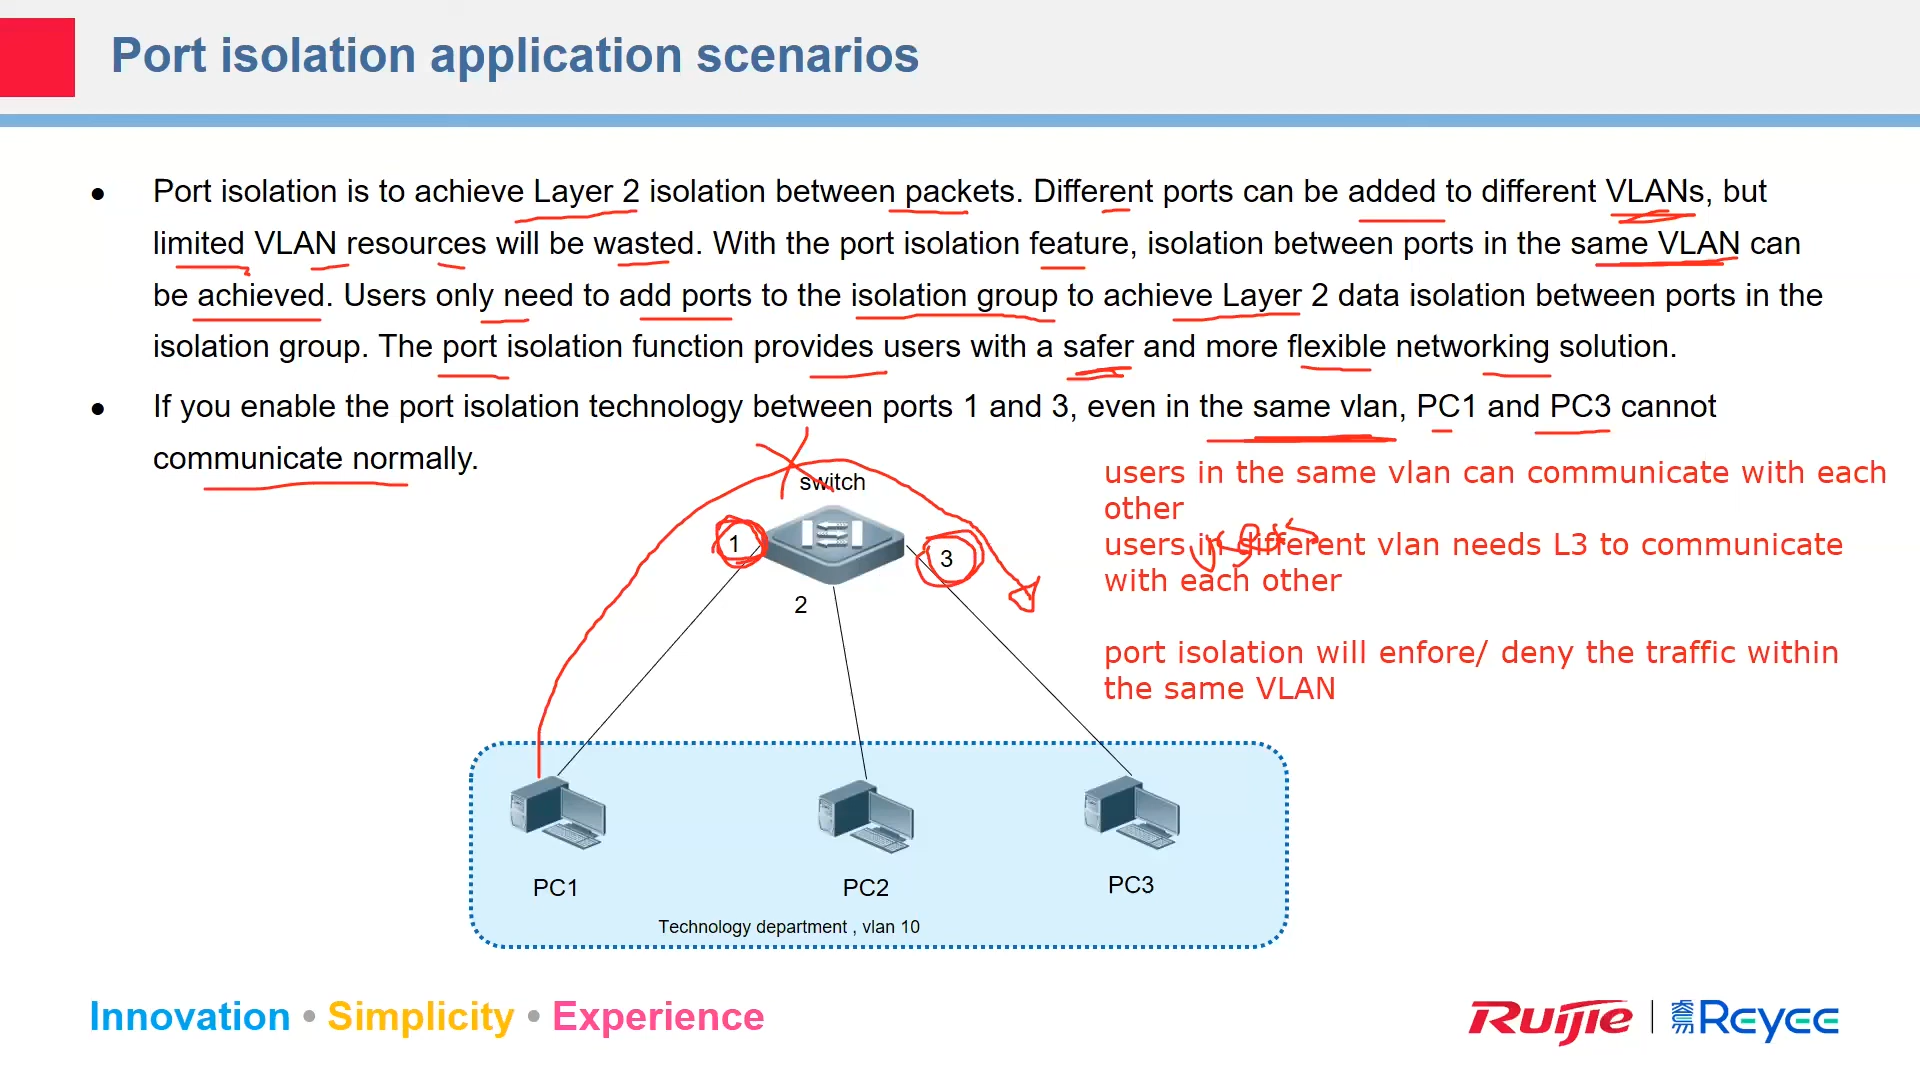 Port isolation application scenarios
● Port isolation is to achieve Layer 2 isolation between packets. Different ports can be added to different VLANs, but
limited VLAN resources will be wasted. With the port isolation feature, isolation between ports in the same VLAN can
be achieved. Users only need to add ports to the isolation group to achieve Layer 2 data isolation between ports in the
isolation group. The port isolation function provides users with a safer and more flexible networking solution.
● If you enable the port isolation technology between ports 1 and 3, even in the same vlan, PC1 and PC3 cannot
communicate normally.
users in the same vlan can communicate with each
other
users in different vlan needs L3 to communicate
with each other
port isolation will enfore/ deny the traffic within
the same VLAN
switch
1
3
2
PC1
PC2
PC3
Technology department , vlan 10
Innovation • Simplicity • Experience
Ruijie | 睿易 Reyee